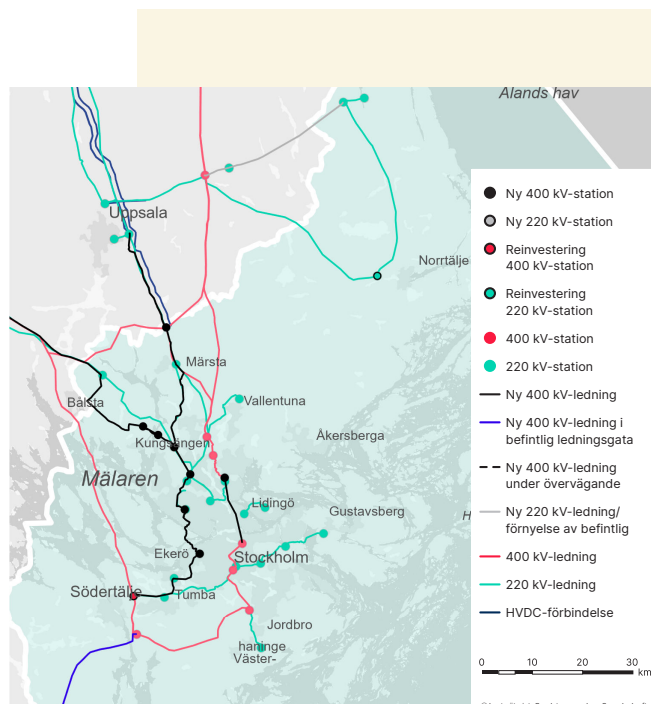 Ålands hav
Uppsala
Norrtälje
Märsta
Bålsta
Vallentuna
Kungsängen
Åkersberga
Mälaren
Lidingö
Gustavsberg
H
Ekerö
Stockholm
Södertälje
Tumba
Jordbro
haninge
Väster-
Ny 400 kV-station
Ny 220 kV-station
Reinvestering
400 kV-station
Reinvestering
220 kV-station
400 kV-station
220 kV-station
Ny 400 kV-ledning
Ny 400 kV-ledning i
befintlig ledningsgata
Ny 400 kV-ledning
under övervägande
Ny 220 kV-ledning/
förnyelse av befintlig
400 kV-ledning
220 kV-ledning
HVDC-förbindelse
0 10 20 30
km